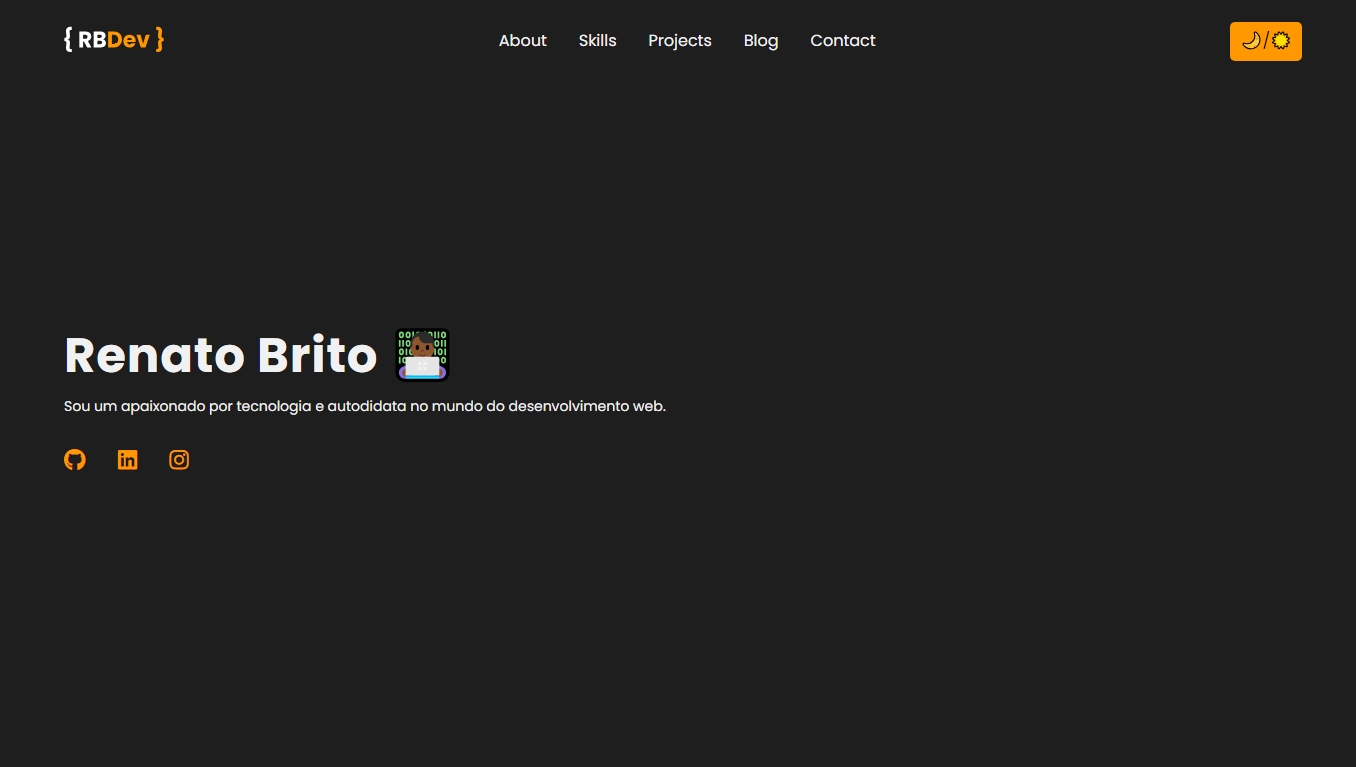 { RBDev }
About Skills Projects Blog Contact
🌙/☀️
Renato Brito 👨🏾‍💻
Sou um apaixonado por tecnologia e autodidata no mundo do desenvolvimento web.